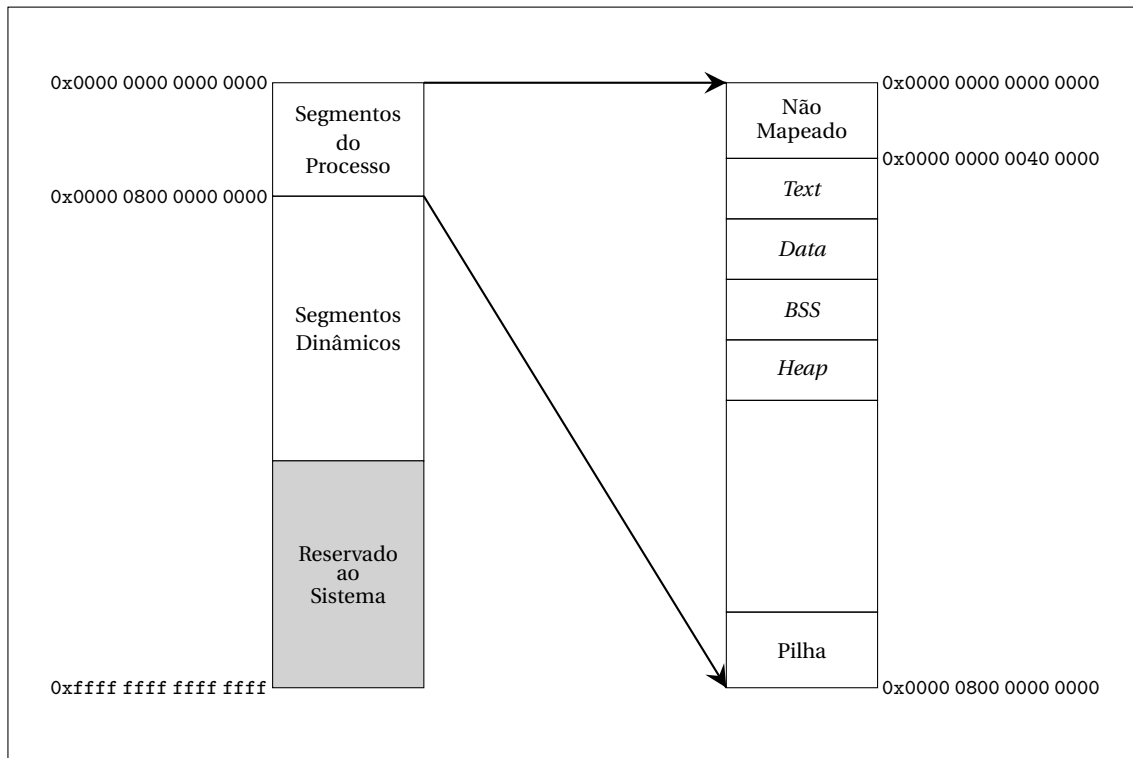 0x0000 0000 0000 0000
Segmentos
do
Processo
0x0000 0800 0000 0000
Segmentos
Dinâmicos
Reservado
ao
Sistema
0xffff ffff ffff ffff
0x0000 0000 0000 0000
Não
Mapeado
0x0000 0000 0040 0000
Text
Data
BSS
Heap
Pilha
0x0000 0800 0000 0000